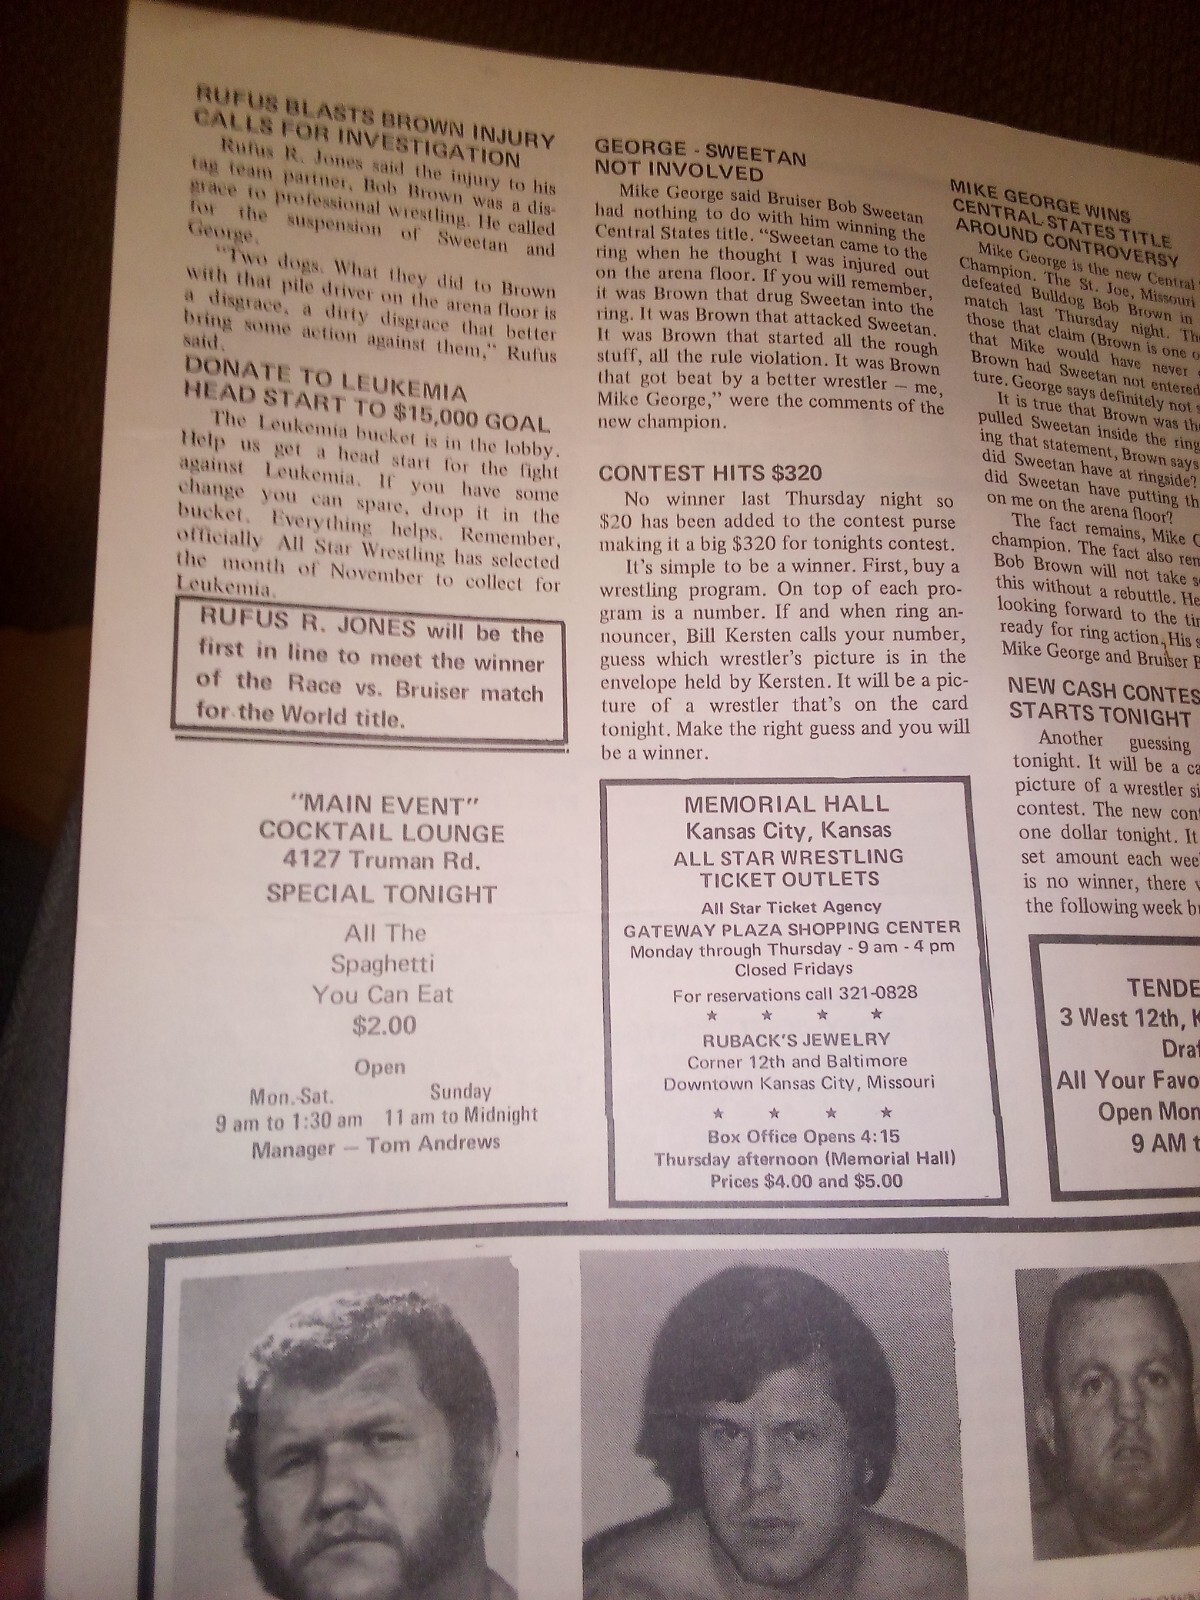 RUFUS BLASTS BROWN INJURY
CALLS FOR INVESTIGATION
Rufus R. Jones said the injury to his
tag team partner, Bob Brown was a dis-
grace to professional wrestling. He called
for the suspension of Sweetan and
George.
"Two dogs. What they did to Brown
with that pile driver on the arena floor is
a disgrace, a dirty disgrace that better
bring some action against them," Rufus
said.
DONATE TO LEUKEMIA
HEAD START TO $15,000 GOAL
The Leukemia bucket is in the lobby.
Help us get a head start for the fight
against Leukemia. If you have some
change you can spare, drop it in the
bucket. Everything helps. Remember,
officially All Star Wrestling has selected
the month of November to collect for
Leukemia.
RUFUS R. JONES will be the
first in line to meet the winner
of the Race vs. Bruiser match
for the World title.
"MAIN EVENT"
COCKTAIL LOUNGE
4127 Truman Rd.
SPECIAL TONIGHT
All The
Spaghetti
You Can Eat
$2.00
Open
Mon.-Sat. Sunday
9 am to 1:30 am 11 am to Midnight
Manager – Tom Andrews
GEORGE - SWEETAN
NOT INVOLVED
Mike George said Bruiser Bob Sweetan
had nothing to do with him winning the
Central States title. "Sweetan came to the
ring when he thought I was injured out
on the arena floor. If you will remember,
it was Brown that drug Sweetan into the
ring. It was Brown that attacked Sweetan.
It was Brown that started all the rough
stuff, all the rule violation. It was Brown
that got beat by a better wrestler – me,
Mike George," were the comments of the
new champion.
CONTEST HITS $320
No winner last Thursday night so
$20 has been added to the contest purse
making it a big $320 for tonights contest.
It's simple to be a winner. First, buy a
wrestling program. On top of each pro-
gram is a number. If and when ring an-
nouncer, Bill Kersten calls your number,
guess which wrestler's picture is in the
envelope held by Kersten. It will be a pic-
ture of a wrestler that's on the card
tonight. Make the right guess and you will
be a winner.
MEMORIAL HALL
Kansas City, Kansas
ALL STAR WRESTLING
TICKET OUTLETS
All Star Ticket Agency
GATEWAY PLAZA SHOPPING CENTER
Monday through Thursday - 9 am - 4 pm
Closed Fridays
For reservations call 321-0828
* * * *
RUBACK'S JEWELRY
Corner 12th and Baltimore
Downtown Kansas City, Missouri
* * * *
Box Office Opens 4:15
Thursday afternoon (Memorial Hall)
Prices $4.00 and $5.00
MIKE GEORGE WINS
CENTRAL STATES TITLE
AROUND CONTROVERSY
Mike George is the new Central
Champion. The St. Joe, Missouri
defeated Bulldog Bob Brown in
match last Thursday night. The
those that claim (Brown is one o
that Mike would have never
Brown had Sweetan not entered
ture. George says definitely not
It is true that Brown was the
pulled Sweetan inside the ring
ing that statement, Brown says
did Sweetan have at ringside?
did Sweetan have putting th
on me on the arena floor?
The fact remains, Mike G
champion. The fact also rem
Bob Brown will not take s
this without a rebuttle. He
looking forward to the tim
ready for ring action. His s
Mike George and Bruiser B
NEW CASH CONTES
STARTS TONIGHT
Another guessing
tonight. It will be a ca
picture of a wrestler si
contest. The new cont
one dollar tonight. It
set amount each wee
is no winner, there w
the following week bu
TENDE
3 West 12th, K
Draf
All Your Favo
Open Mon
9 AM t